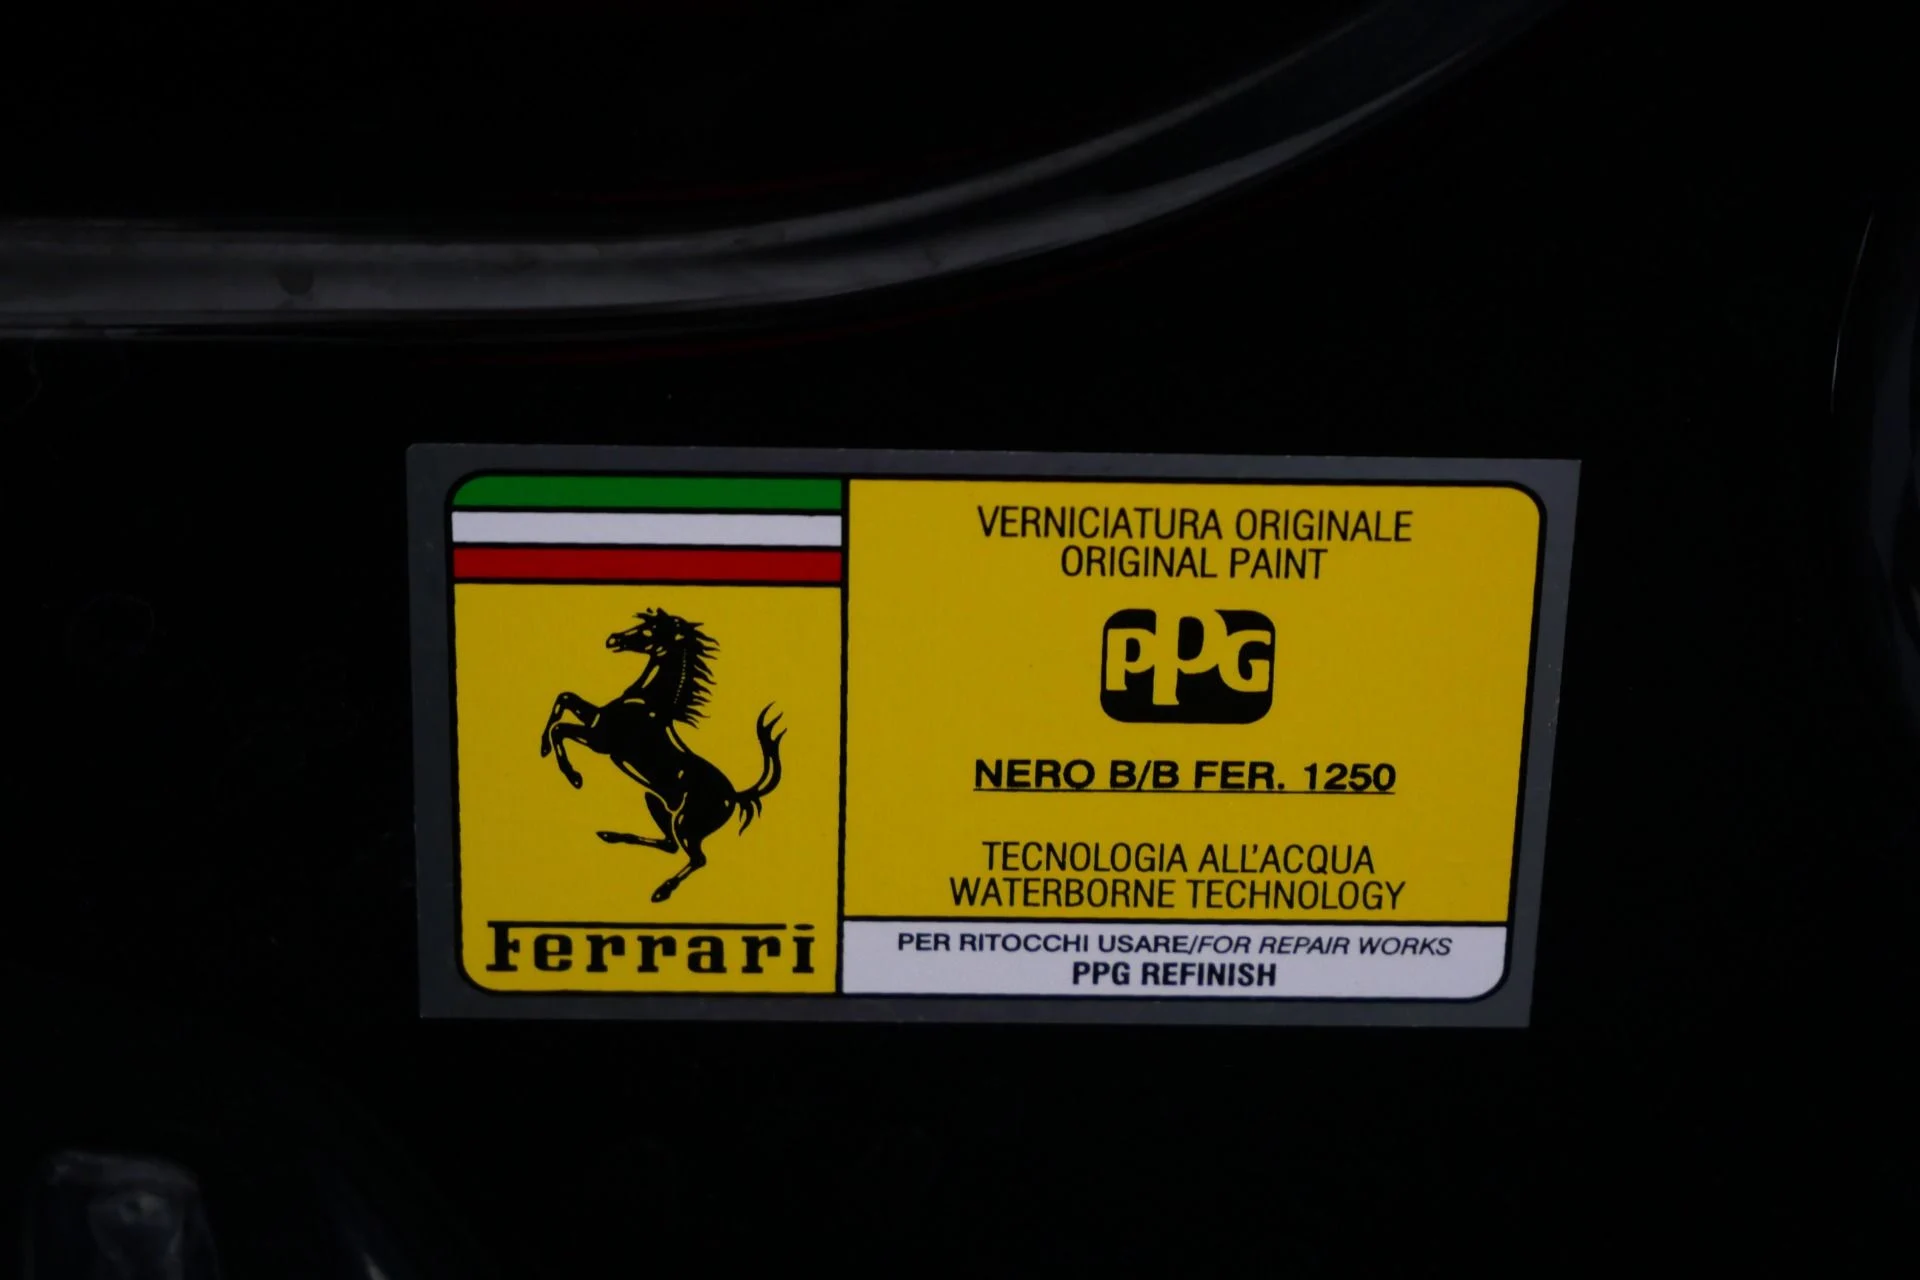 Ferrari
VERNICIATURA ORIGINALE
ORIGINAL PAINT
PPG
NERO B/B FER. 1250
TECNOLOGIA ALL'ACQUA
WATERBORNE TECHNOLOGY
PER RITOCCHI USARE/FOR REPAIR WORKS
PPG REFINISH